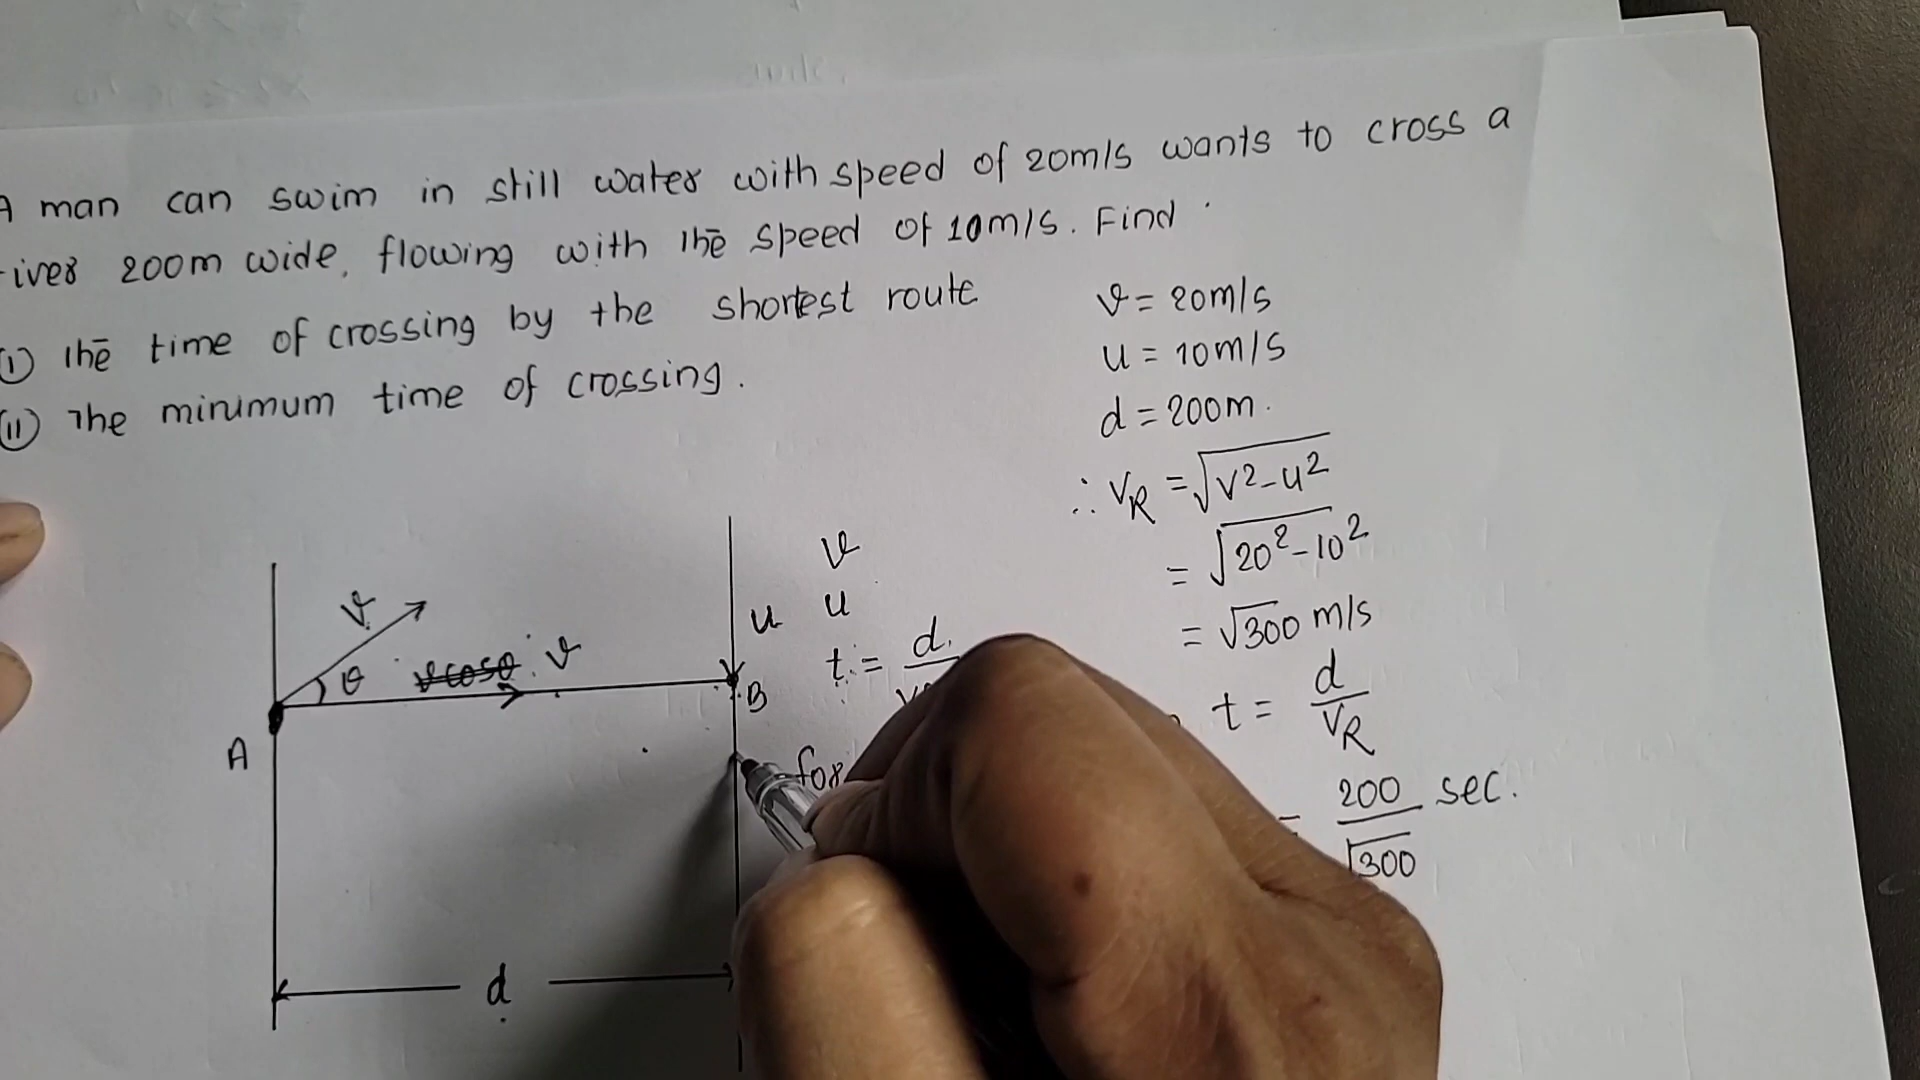 A man can swim in still water with speed of 20m/s wants to cross a
river 200m wide, flowing with the speed of 10m/s. Find
(i) The time of crossing by the shortest route
(ii) The minimum time of crossing.
v = 20m/s
u = 10m/s
d = 200m.
∴ VR = √v²-u²
= √20²-10²
= √300 m/s
t = d/VR
= 200/√300 sec.
v
u
t = d
for
v
θ
vcosθ v
u
A
B
d